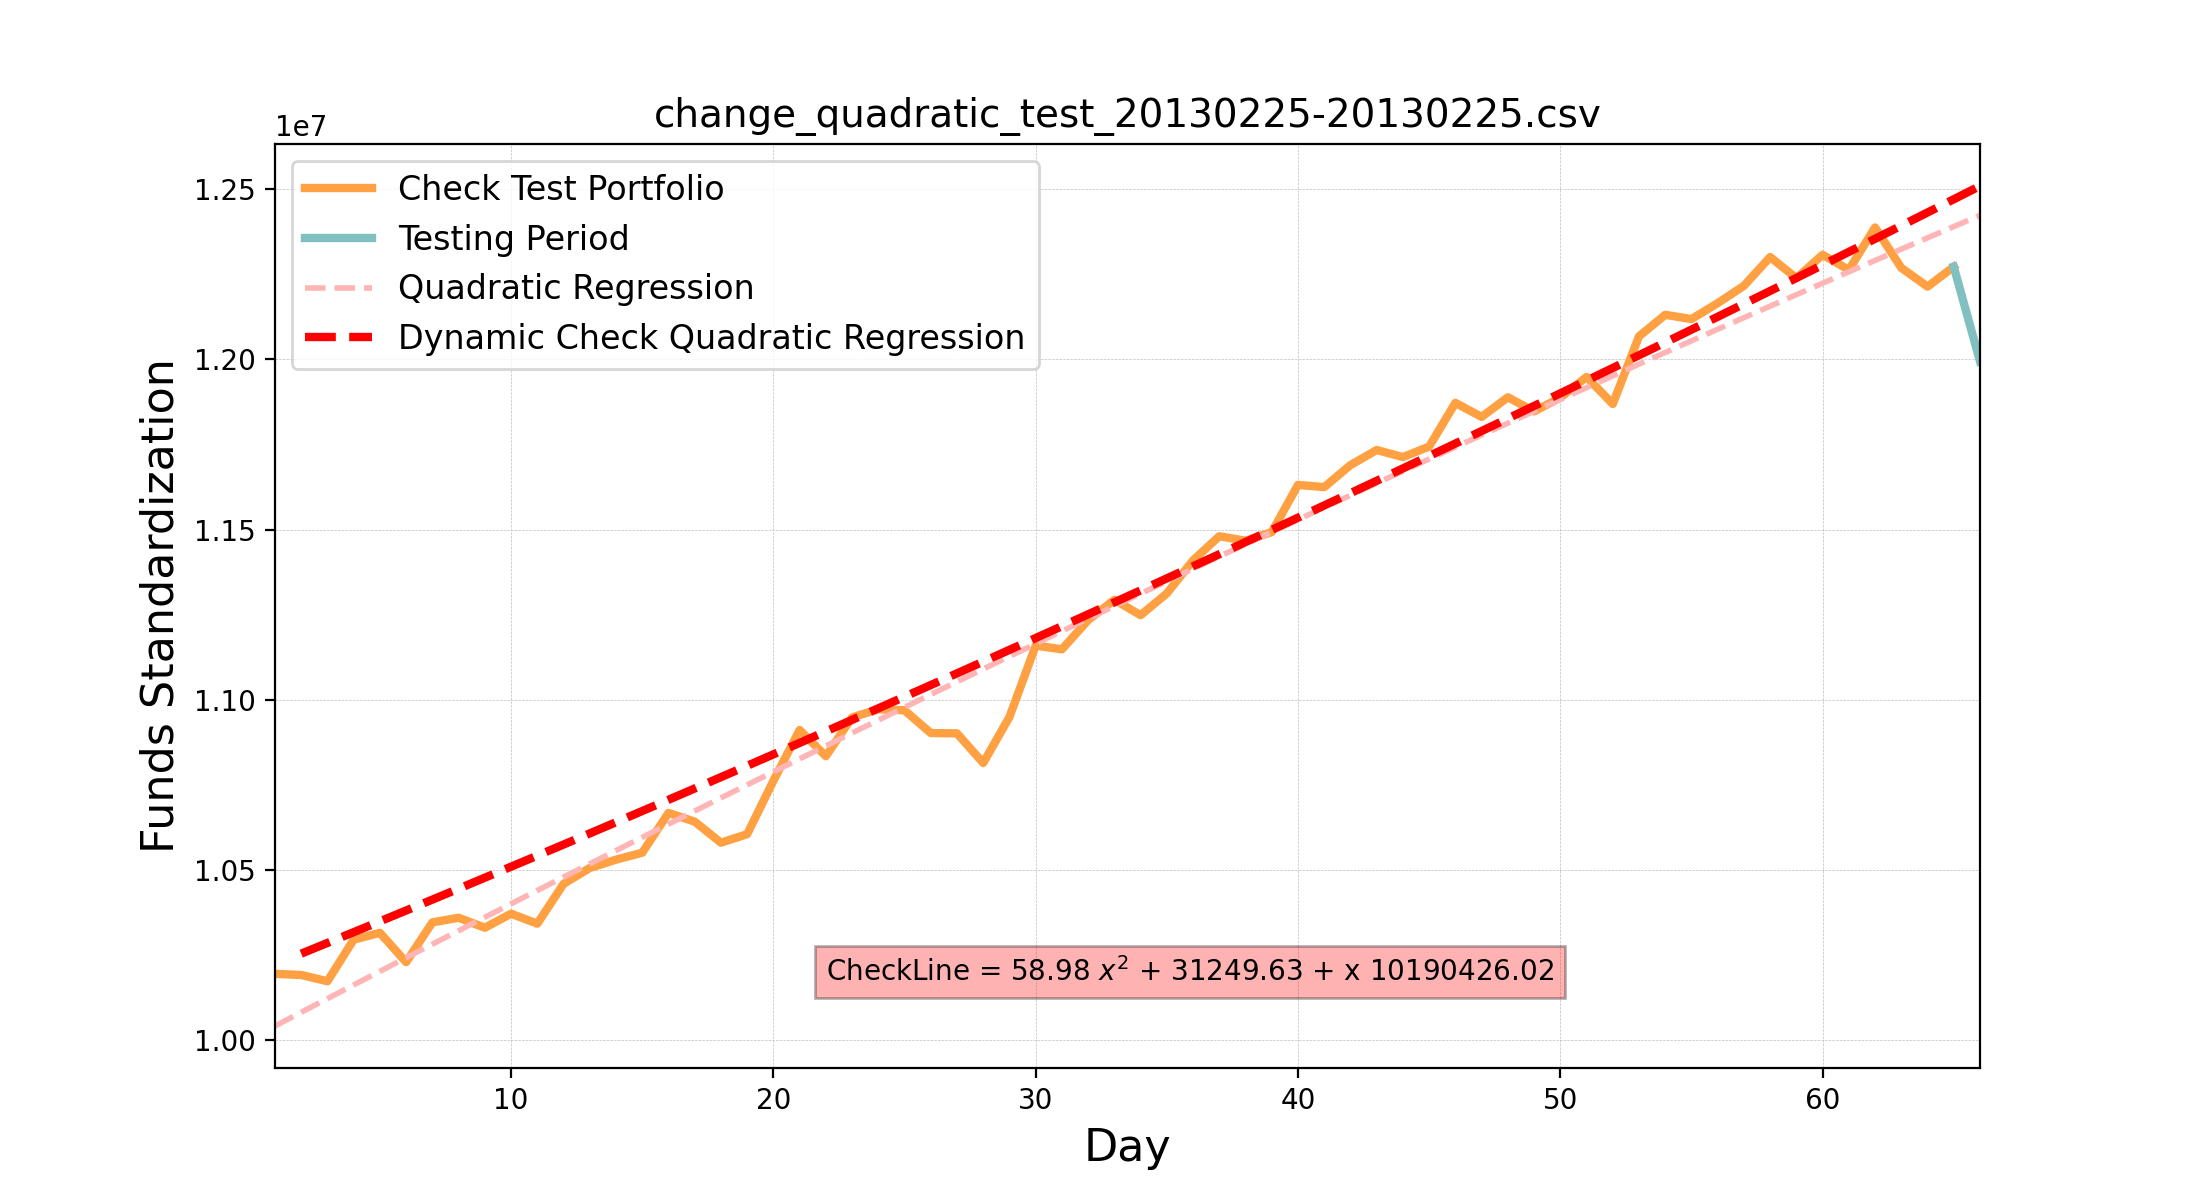 change_quadratic_test_20130225-20130225.csv
1e7
Check Test Portfolio
Testing Period
Quadratic Regression
Dynamic Check Quadratic Regression
1.25
1.20
1.15
1.10
1.05
1.00
Funds Standardization
CheckLine = 58.98 x² + 31249.63 + x 10190426.02
10 20 30 40 50 60
Day